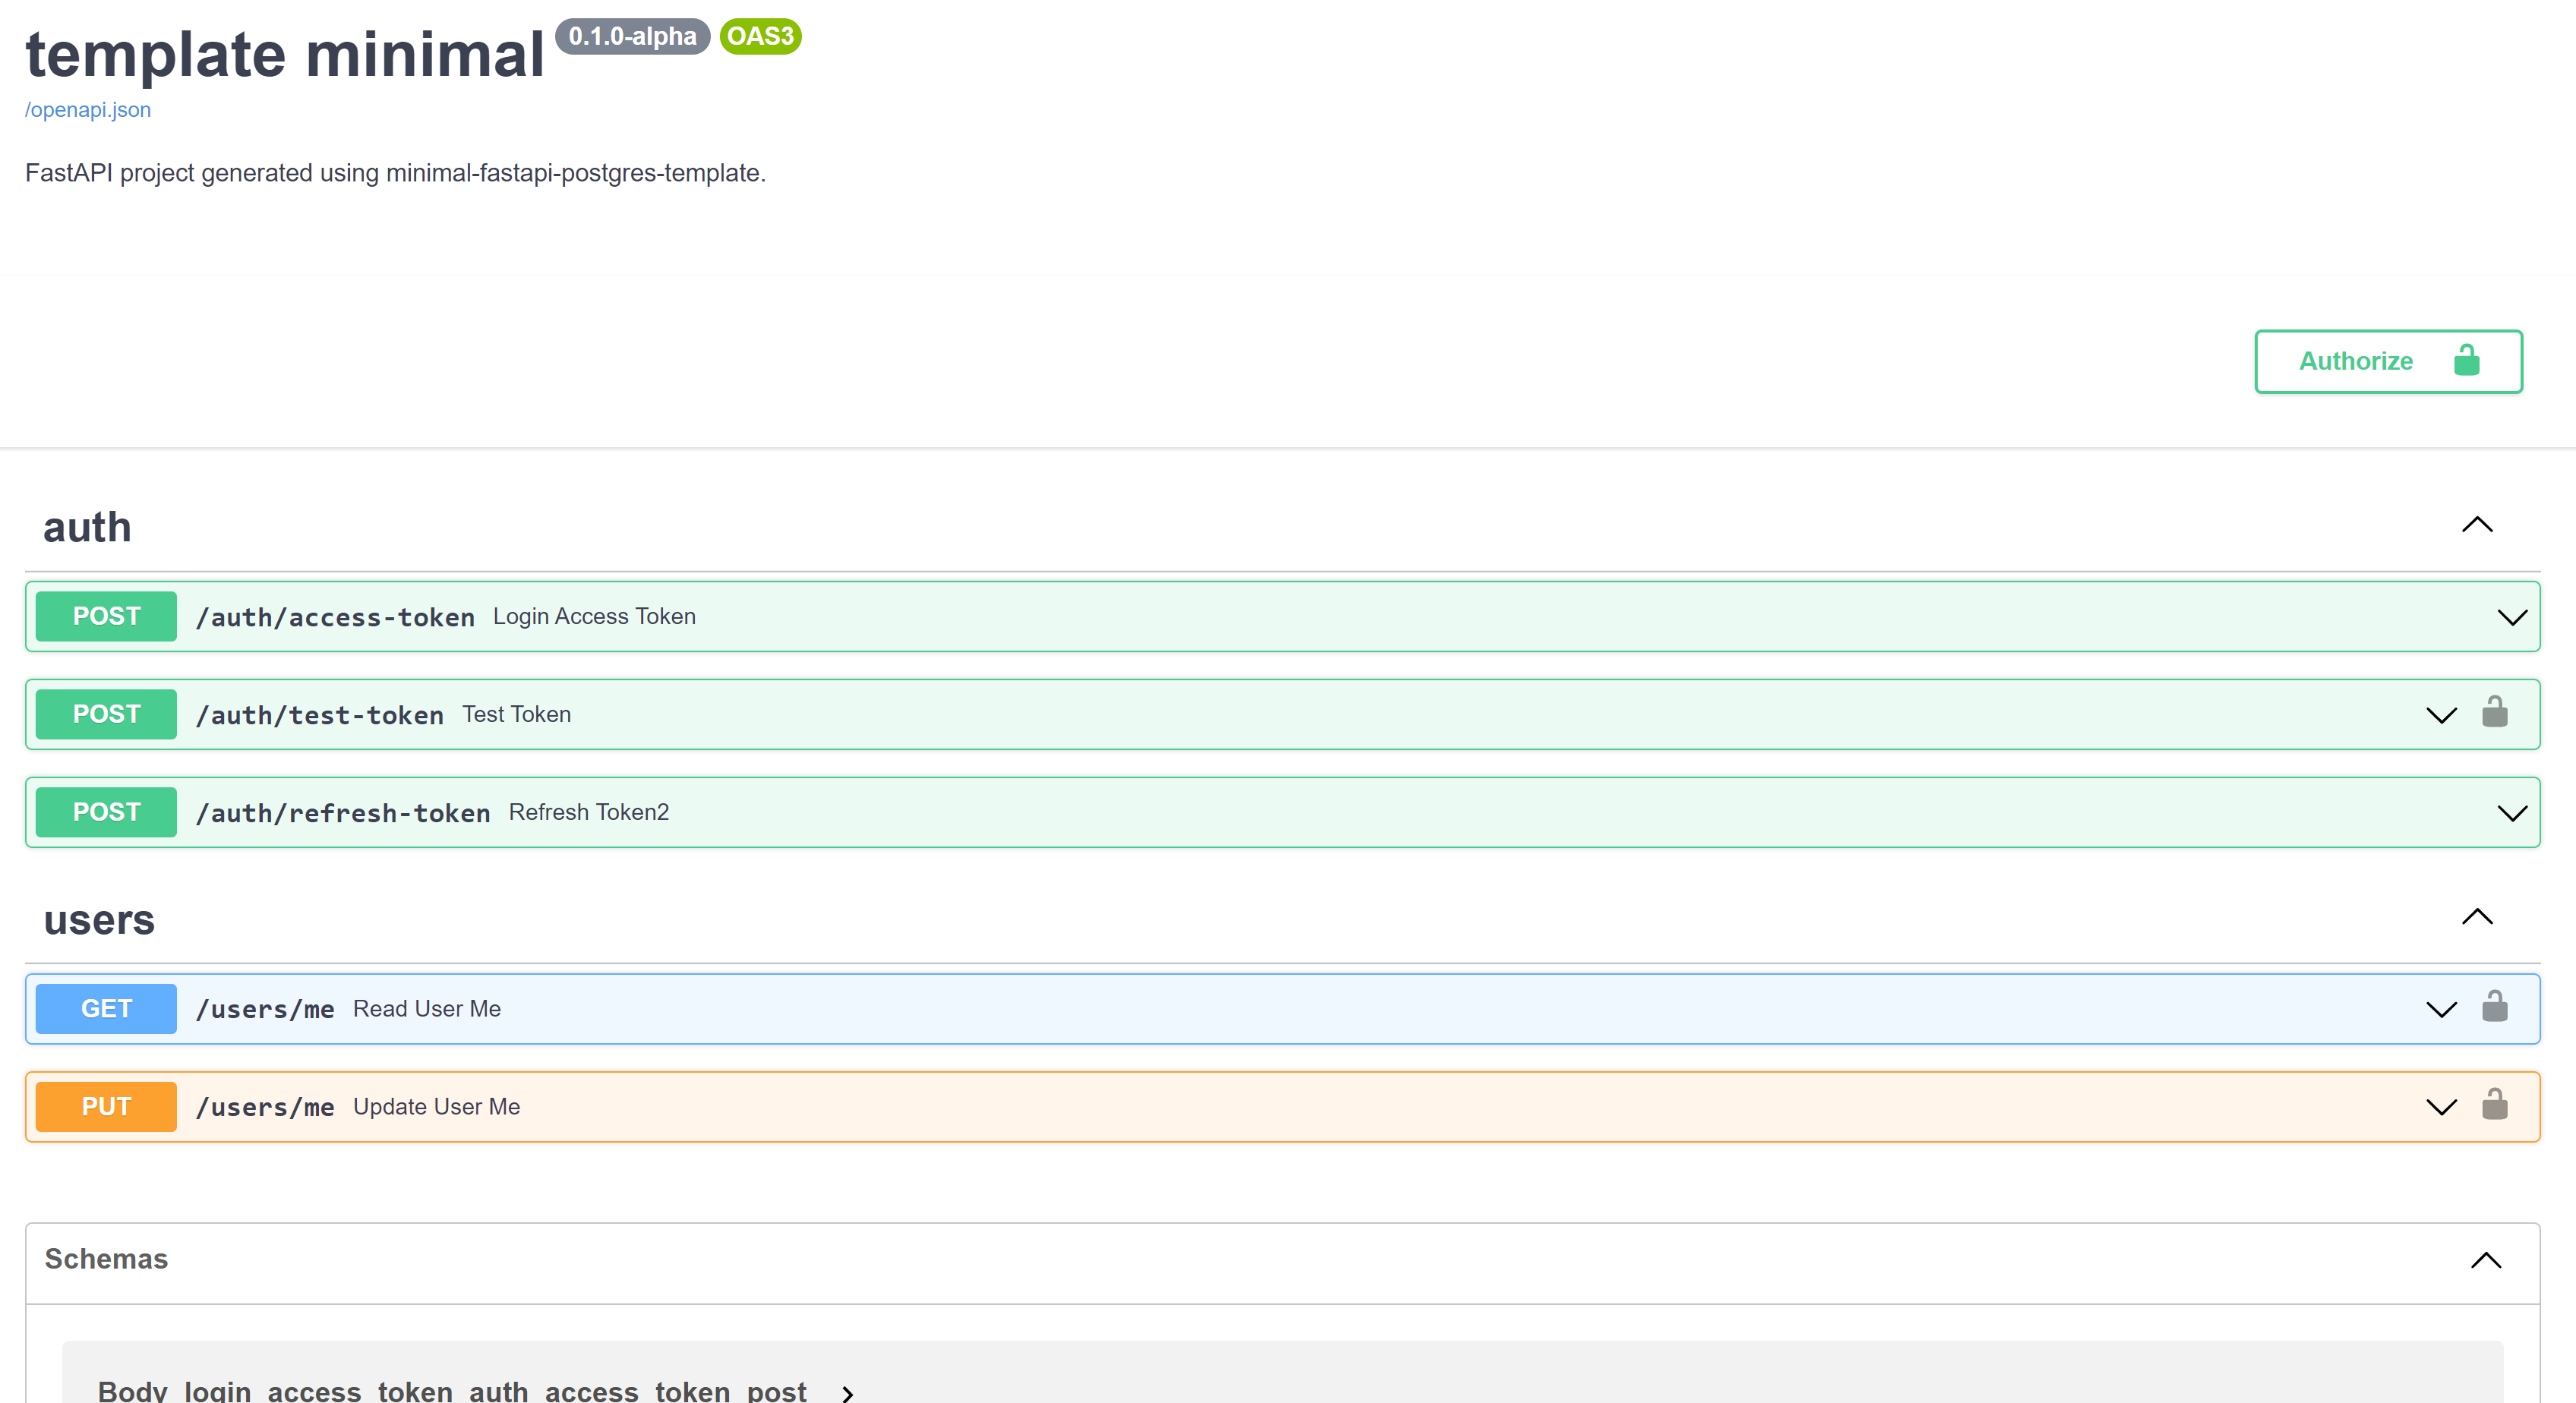 template minimal 0.1.0-alpha OAS3
/openapi.json
FastAPI project generated using minimal-fastapi-postgres-template.
Authorize
auth
POST /auth/access-token Login Access Token
POST /auth/test-token Test Token
POST /auth/refresh-token Refresh Token2
users
GET /users/me Read User Me
PUT /users/me Update User Me
Schemas
Body_login_access_token_auth_access_token_post